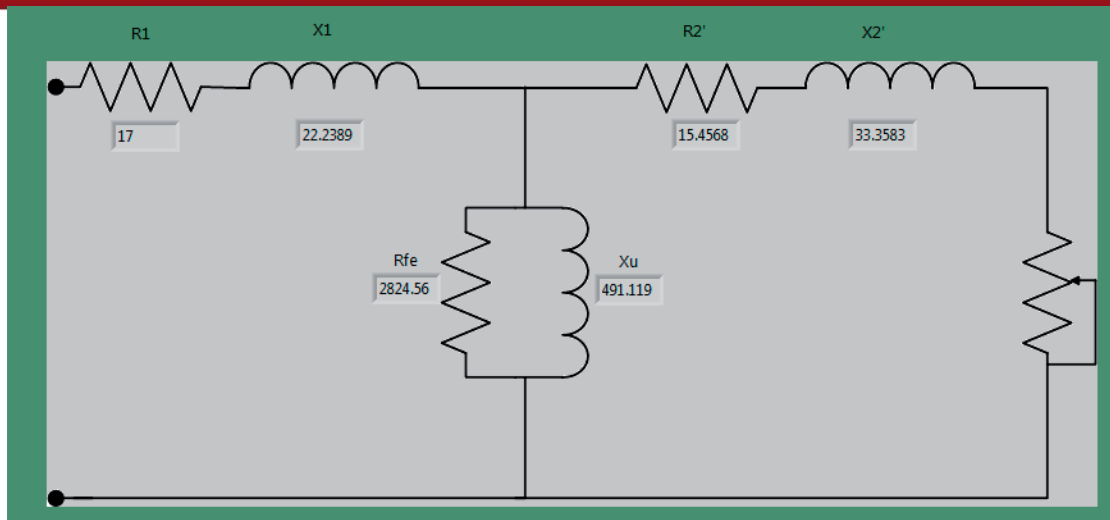 R1
X1
R2'
X2'
17
22.2389
15.4568
33.3583
Rfe
2824.56
Xu
491.119